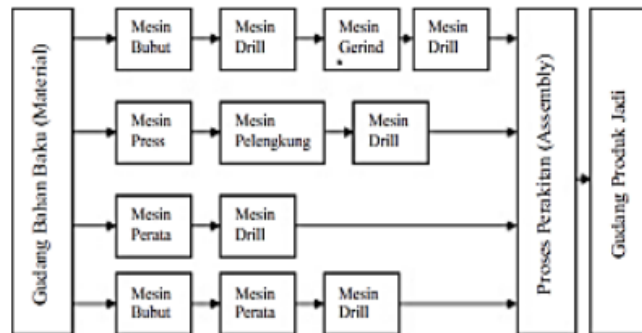 Gudang Bahan Baku (Material)
Mesin
Bubut
Mesin
Drill
Mesin
Gerind
Mesin
Drill
Mesin
Press
Mesin
Pelengkung
Mesin
Drill
Mesin
Perata
Mesin
Drill
Mesin
Bubut
Mesin
Perata
Mesin
Drill
Proses Perakitan (Assembly)
Gudang Produk Jadi